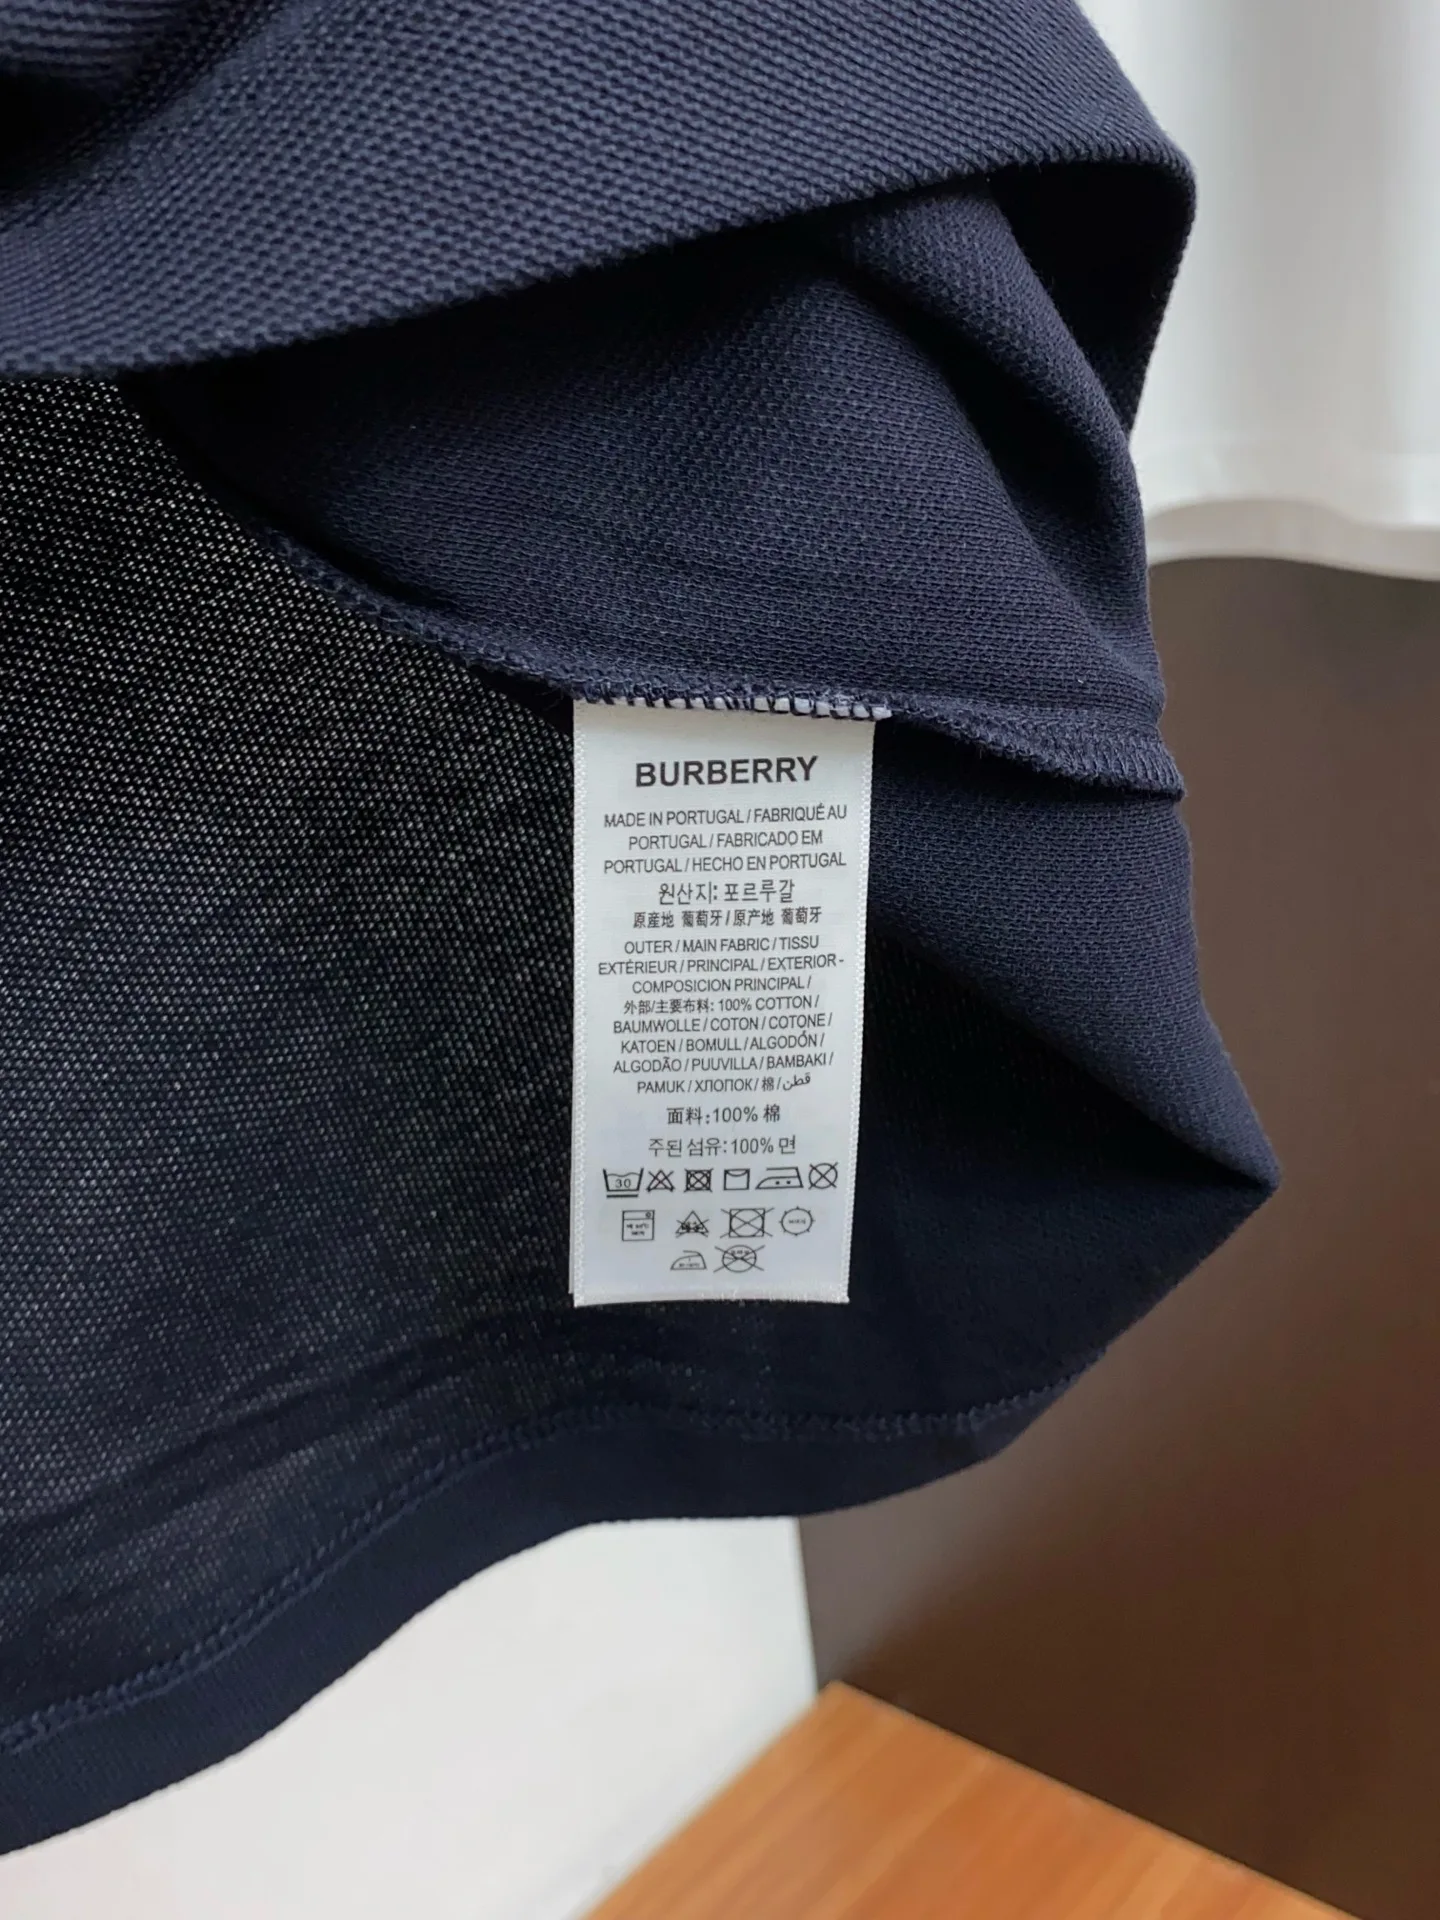 BURBERRY
MADE IN PORTUGAL / FABRIQUÉ AU
PORTUGAL / FABRICADO EM
PORTUGAL / HECHO EN PORTUGAL
원산지: 포르루갈
原産地 葡萄牙 / 原产地 葡萄牙
OUTER / MAIN FABRIC / TISSU
EXTÉRIEUR / PRINCIPAL / EXTERIOR -
COMPOSICION PRINCIPAL /
外部/主要布料: 100% COTTON /
BAUMWOLLE / COTON / COTONE /
KATOEN / BOMULL / ALGODÓN /
ALGODÃO / PUUVILLA / BAMBAKI /
PAMUK / ХЛОПОК / 棉 / قطن
面料:100% 棉
주된 섬유:100% 면
30